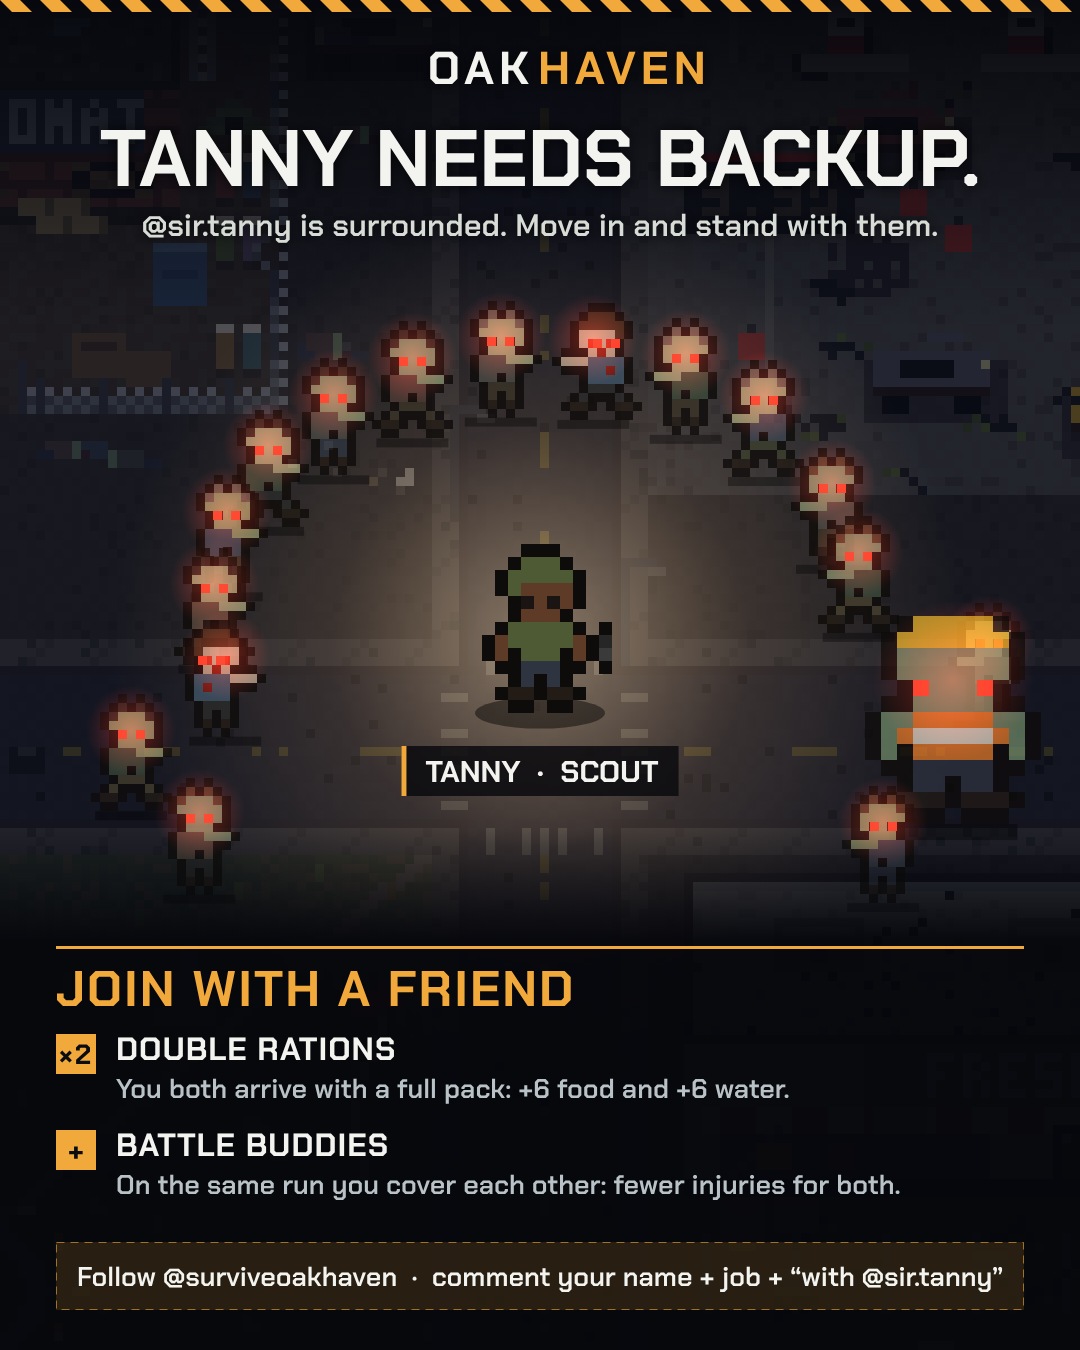 OAKHAVEN
TANNY NEEDS BACKUP.
@sir.tanny is surrounded. Move in and stand with them.
TANNY · SCOUT
JOIN WITH A FRIEND
×2 DOUBLE RATIONS
You both arrive with a full pack: +6 food and +6 water.
+ BATTLE BUDDIES
On the same run you cover each other: fewer injuries for both.
Follow @surviveoakhaven · comment your name + job + “with @sir.tanny”